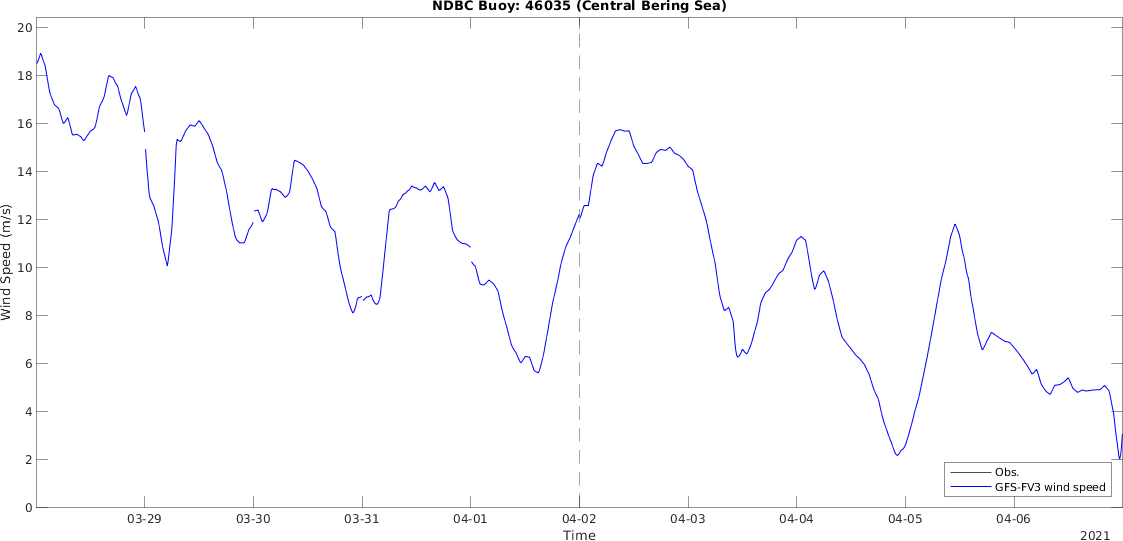 NDBC Buoy: 46035 (Central Bering Sea)
20
18
16
14
12
10
8
6
4
2
0
Wind Speed (m/s)
03-29 03-30 03-31 04-01 04-02 04-03 04-04 04-05 04-06
Time
2021
Obs.
GFS-FV3 wind speed